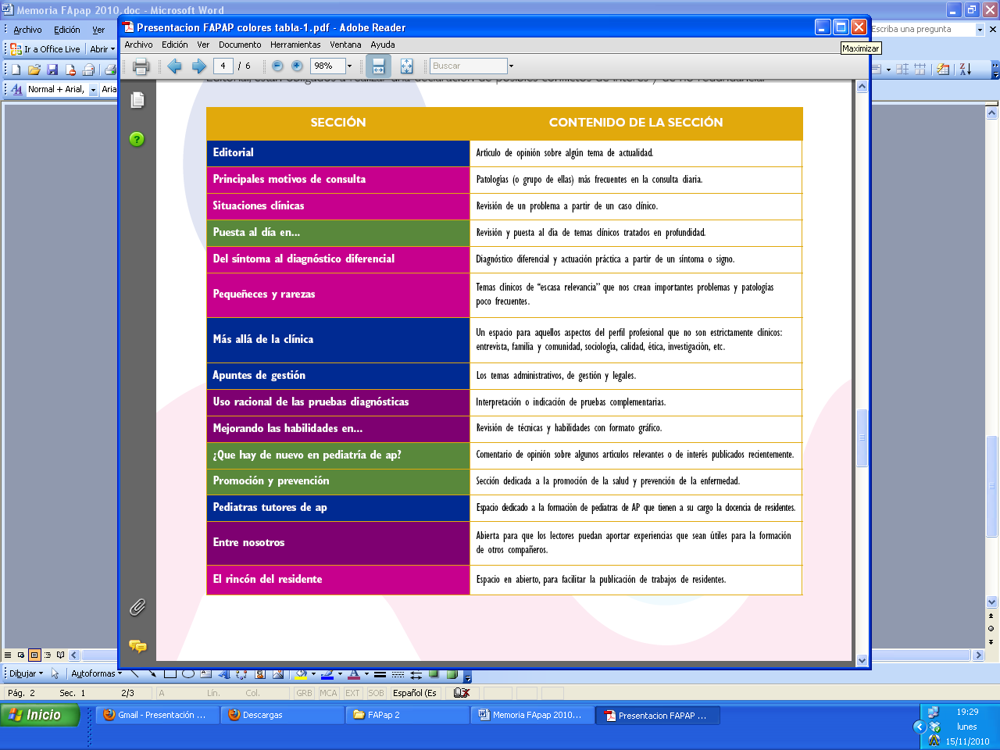 Memoria FApap 2010.doc - Microsoft Word
Archivo Edición Ver
Escriba una pregunta
Ir a Office Live Abrir
Normal + Arial, Aria
Presentacion FAPAP colores tabla-1.pdf - Adobe Reader
Maximizar
Archivo Edición Ver Documento Herramientas Ventana Ayuda
4 / 6 98% Buscar
Editorial, están obligados a realizar una declaración de posibles conflictos de interés y de no redundancia.
SECCIÓN CONTENIDO DE LA SECCIÓN
Editorial Artículo de opinión sobre algún tema de actualidad.
Principales motivos de consulta Patologías (o grupo de ellas) más frecuentes en la consulta diaria.
Situaciones clínicas Revisión de un problema a partir de un caso clínico.
Puesta al día en... Revisión y puesta al día de temas clínicos tratados en profundidad.
Del síntoma al diagnóstico diferencial Diagnóstico diferencial y actuación práctica a partir de un síntoma o signo.
Pequeñeces y rarezas Temas clínicos de “escasa relevancia” que nos crean importantes problemas y patologías
poco frecuentes.
Más allá de la clínica Un espacio para aquellos aspectos del perfil profesional que no son estrictamente clínicos:
entrevista, familia y comunidad, sociología, calidad, ética, investigación, etc.
Apuntes de gestión Los temas administrativos, de gestión y legales.
Uso racional de las pruebas diagnósticas Interpretación o indicación de pruebas complementarias.
Mejorando las habilidades en... Revisión de técnicas y habilidades con formato gráfico.
¿Que hay de nuevo en pediatría de ap? Comentario de opinión sobre algunos artículos relevantes o de interés publicados recientemente.
Promoción y prevención Sección dedicada a la promoción de la salud y prevención de la enfermedad.
Pediatras tutores de ap Espacio dedicado a la formación de pediatras de AP que tienen a su cargo la docencia de residentes.
Entre nosotros Abierta para que los lectores puedan aportar experiencias que sean útiles para la formación
de otros compañeros.
El rincón del residente Espacio en abierto, para facilitar la publicación de trabajos de residentes.
Dibujar Autoformas
Pág. 2 Sec. 1 2/3 A Lín. Col. GRB MCA EXT SOB Español (Es
Inicio Gmail - Presentación ... Descargas FAPap 2 Memoria FApap 2010... Presentacion FAPAP ...
19:29
lunes
15/11/2010